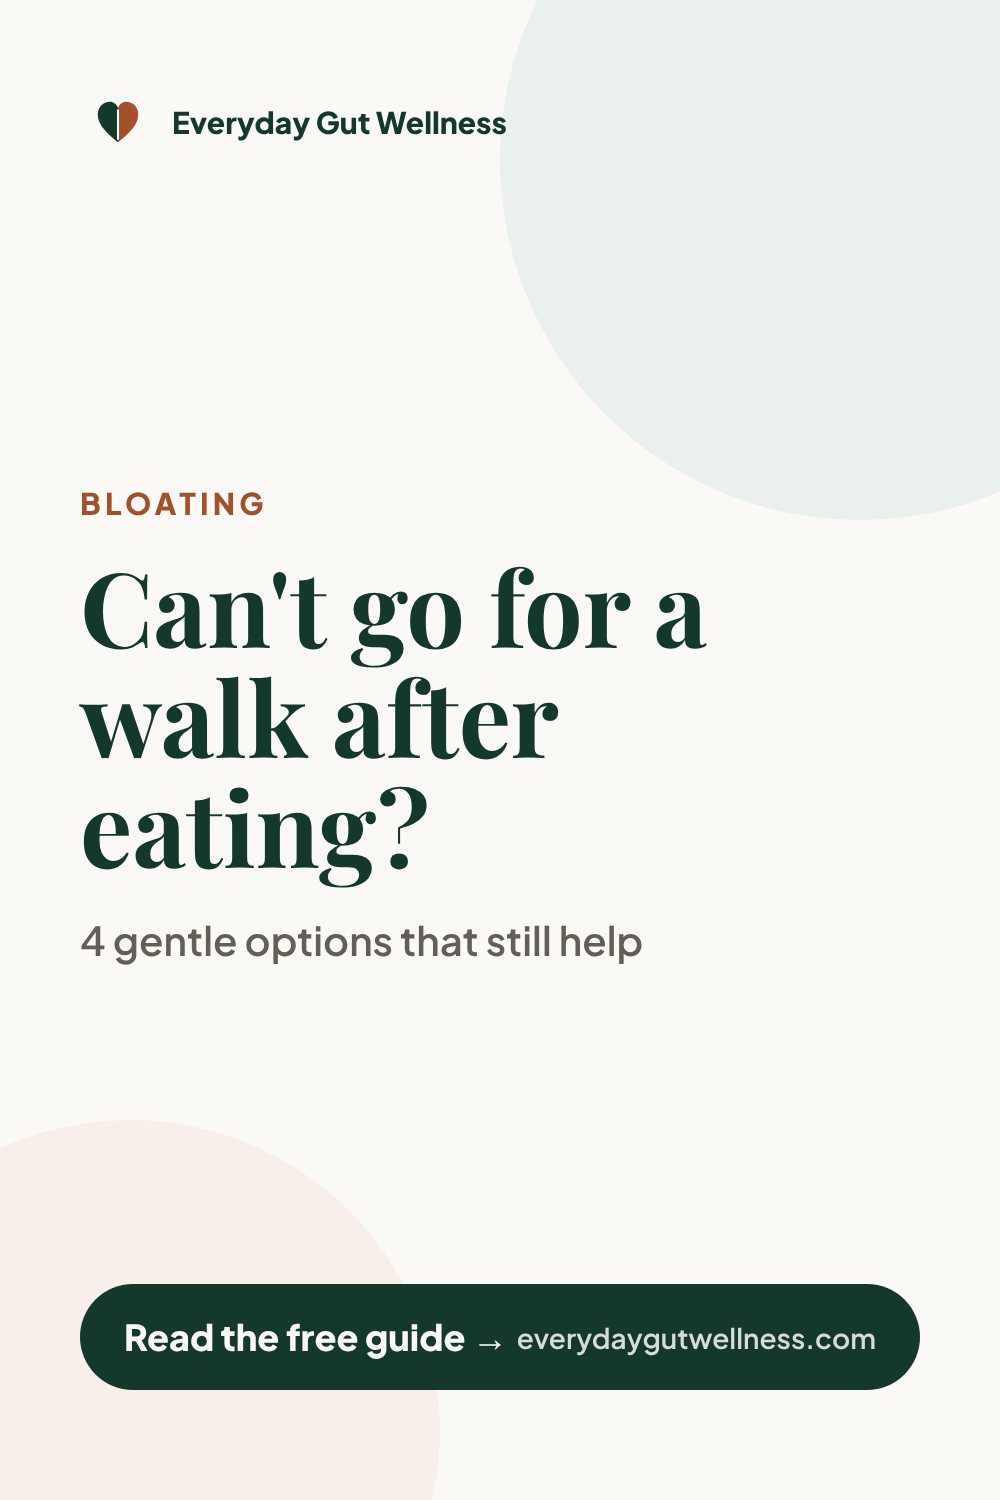 Everyday Gut Wellness
BLOATING
Can't go for a
walk after
eating?
4 gentle options that still help
Read the free guide → everydaygutwellness.com